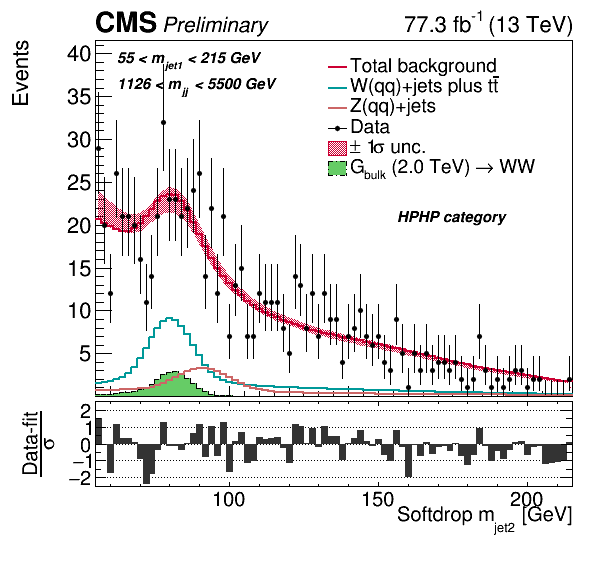 CMS Preliminary 77.3 fb⁻¹ (13 TeV)
Events
55 < m_jet1 < 215 GeV
1126 < m_jj < 5500 GeV
Total background
W(qq)+jets plus tt̄
Z(qq)+jets
Data
± 1σ unc.
G_bulk (2.0 TeV) → WW
HPHP category
40
35
30
25
20
15
10
5
Data-fit
σ
2
1
0
−1
−2
100 150 200
Softdrop m_jet2 [GeV]